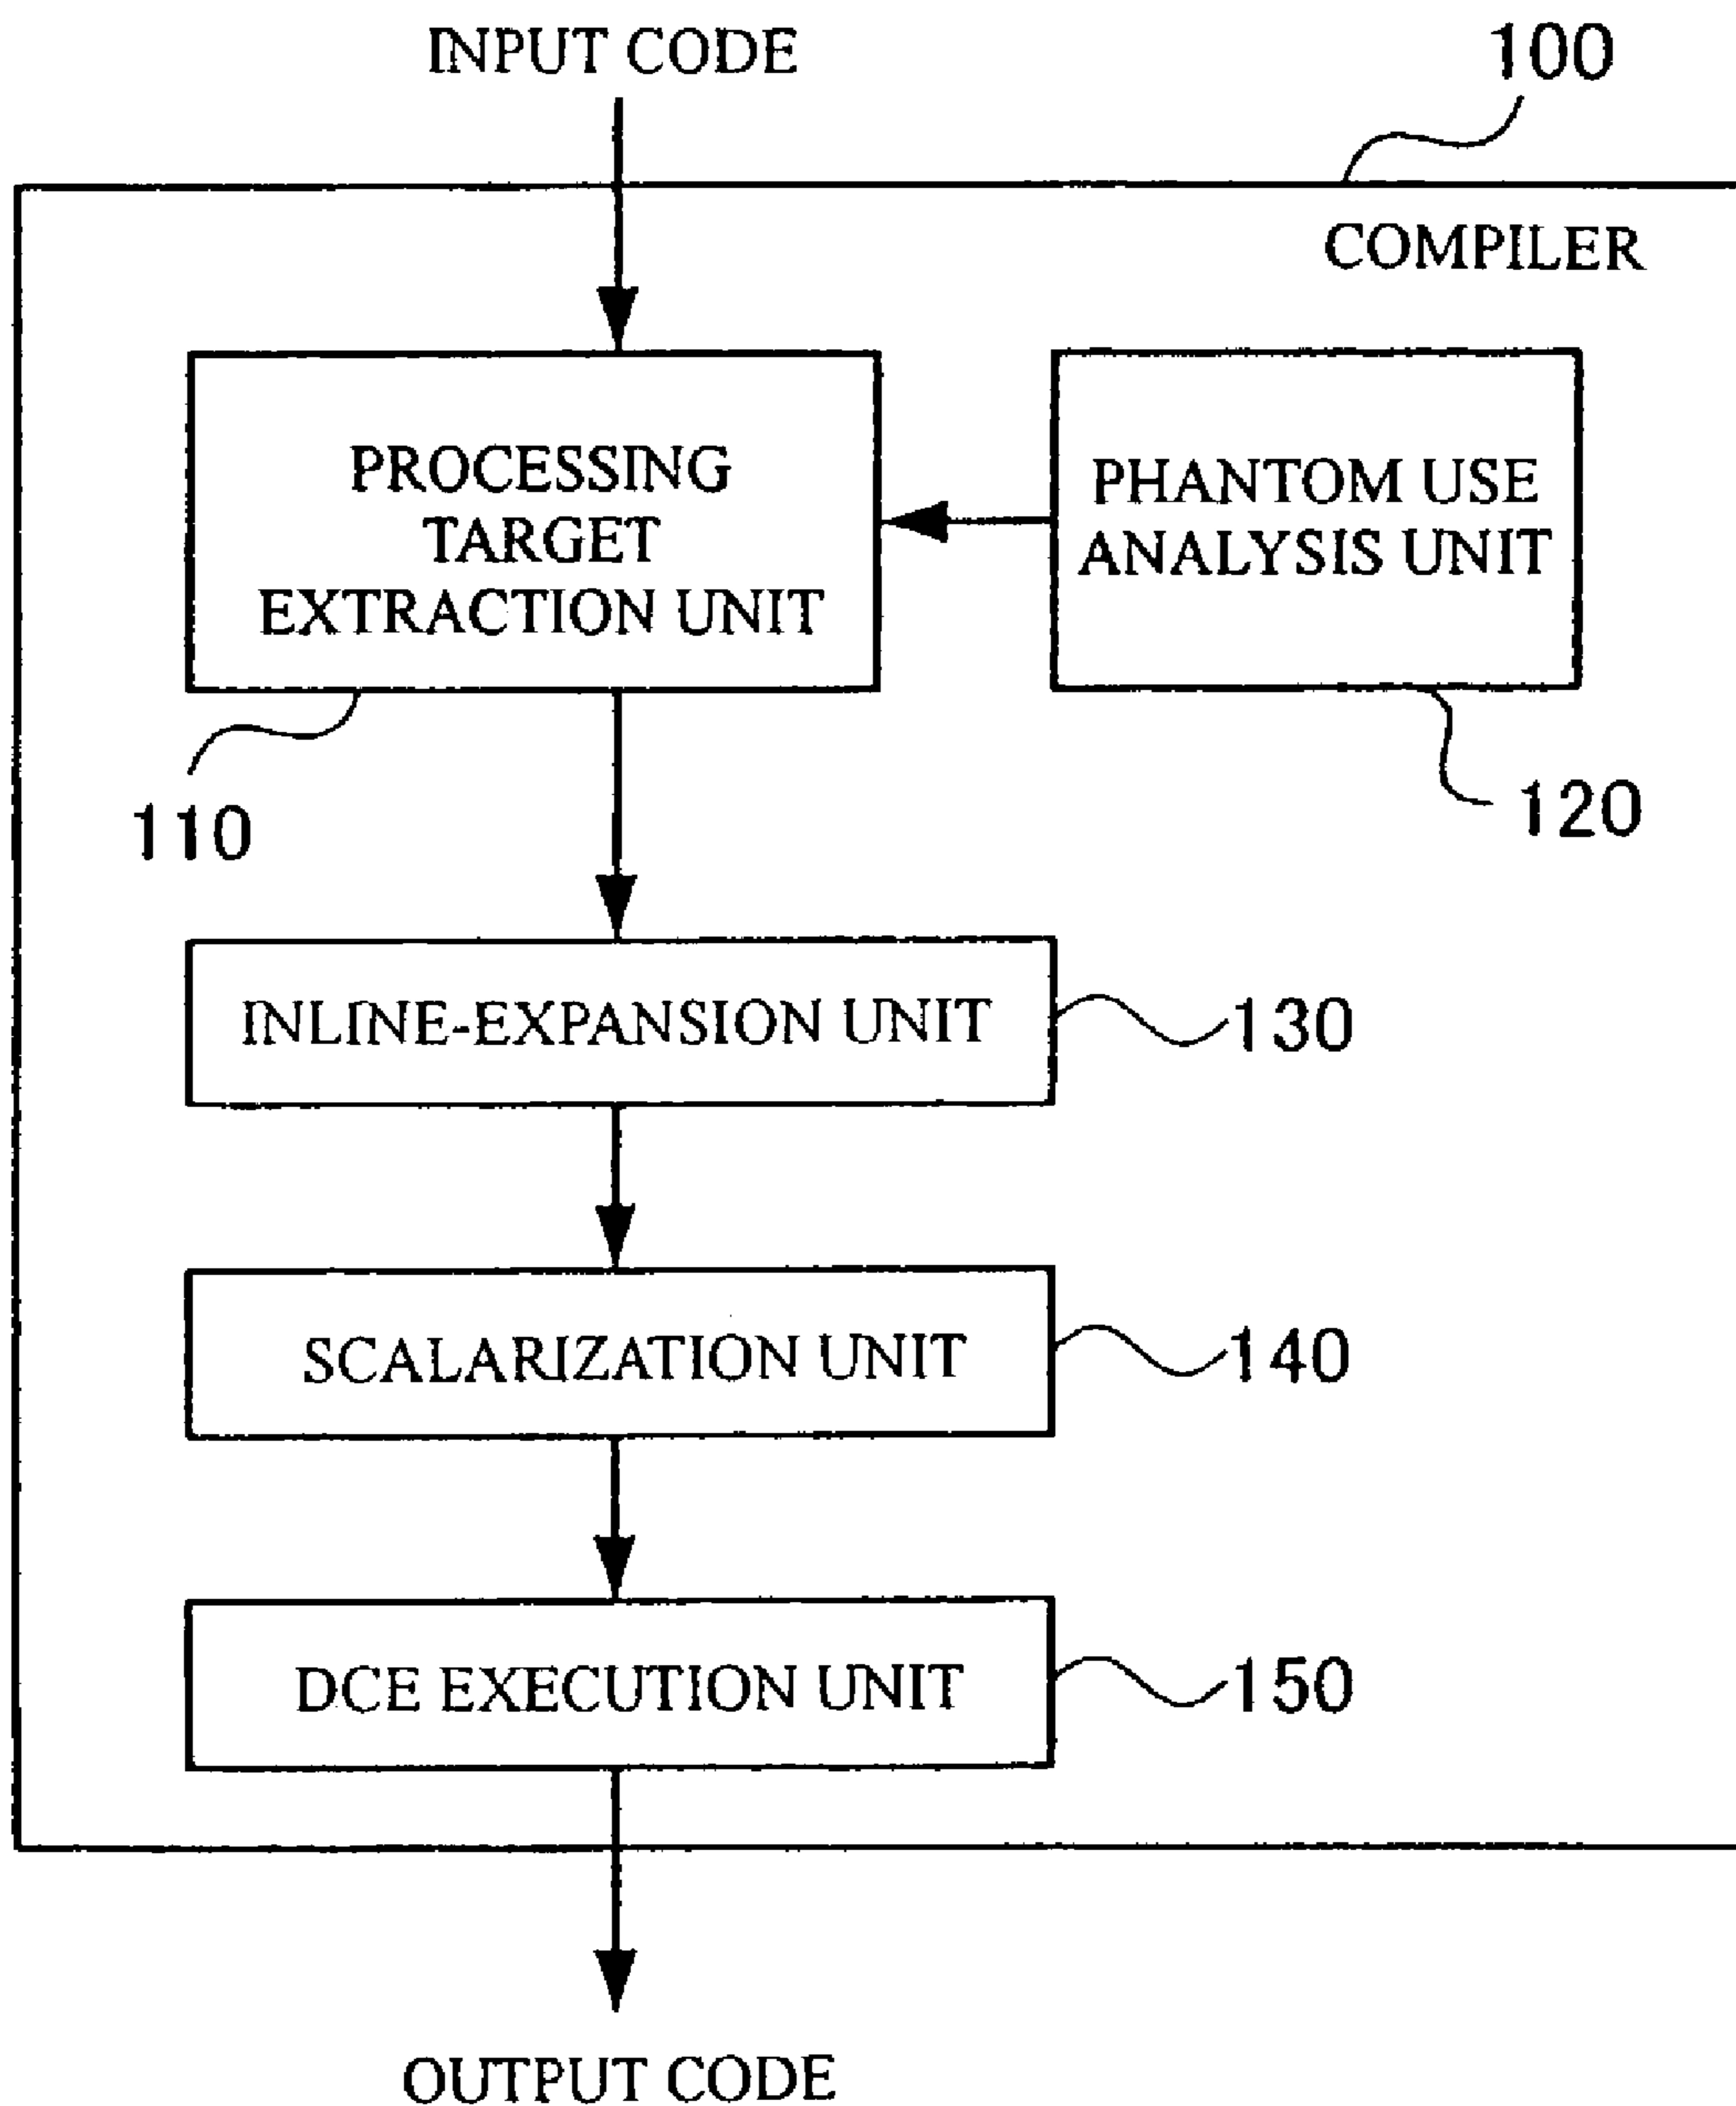 INPUT CODE
100
COMPILER
PROCESSING
TARGET
EXTRACTION UNIT
PHANTOM USE
ANALYSIS UNIT
110
120
INLINE-EXPANSION UNIT
130
SCALARIZATION UNIT
140
DCE EXECUTION UNIT
150
OUTPUT CODE